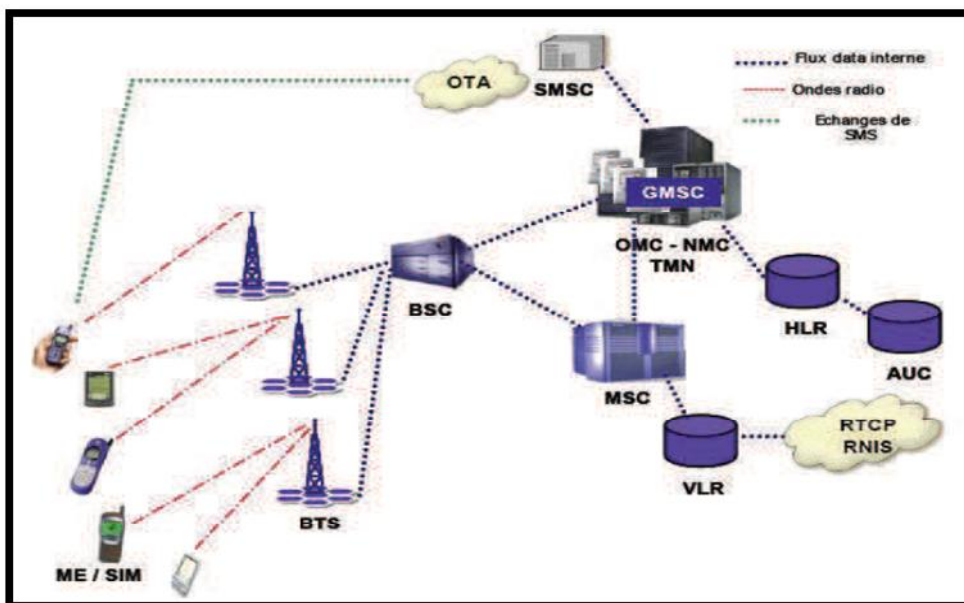 OTA
SMSC
Flux data interne
Ondes radio
Echanges de
SMS
GMSC
OMC - NMC
TMN
BSC
HLR
AUC
MSC
RTCP
RNIS
VLR
BTS
ME / SIM